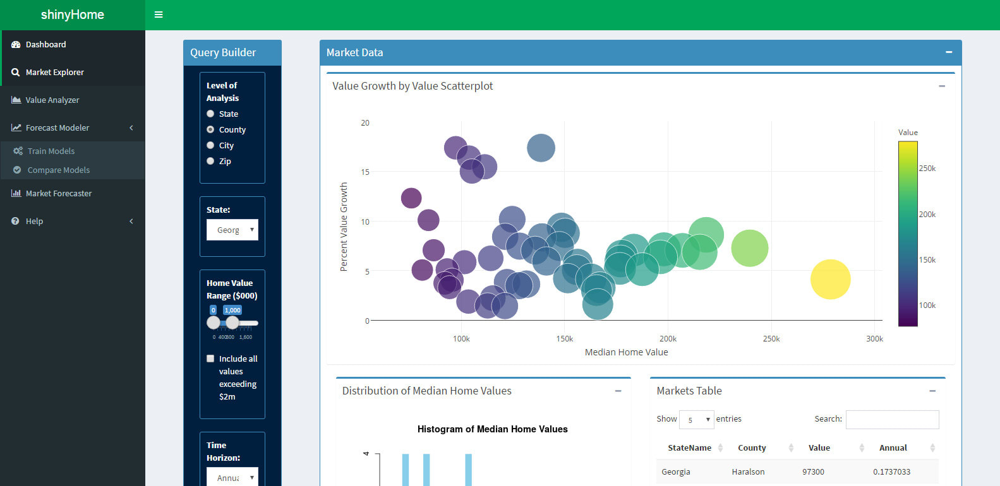 shinyHome
Dashboard
Market Explorer
Value Analyzer
Forecast Modeler
Train Models
Compare Models
Market Forecaster
Help
Query Builder
Level of
Analysis
State
County
City
Zip
State:
Georg
Home Value
Range ($000)
0 1,000
0 400 800 1,600
Include all
values
exceeding
$2m
Time
Horizon:
Annua
Market Data
Value Growth by Value Scatterplot
20
15
10
5
0
Percent Value Growth
100k 150k 200k 250k 300k
Median Home Value
Value
250k
200k
150k
100k
Distribution of Median Home Values
Histogram of Median Home Values
4
Markets Table
Show 5 entries Search:
StateName County Value Annual
Georgia Haralson 97300 0.1737033